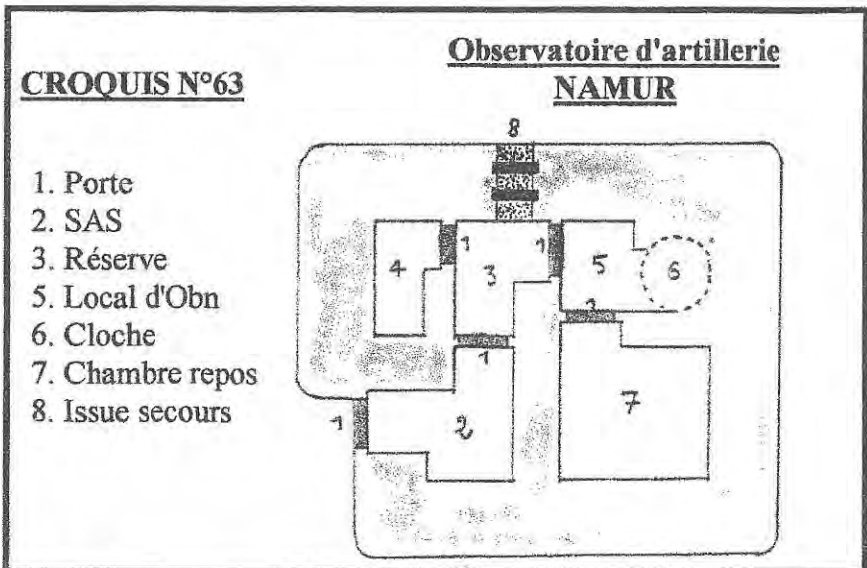 CROQUIS N°63
Observatoire d'artillerie
NAMUR
1. Porte
2. SAS
3. Réserve
5. Local d'Obn
6. Cloche
7. Chambre repos
8. Issue secours
8
4
1
3
1
5
6
1
7
1
2